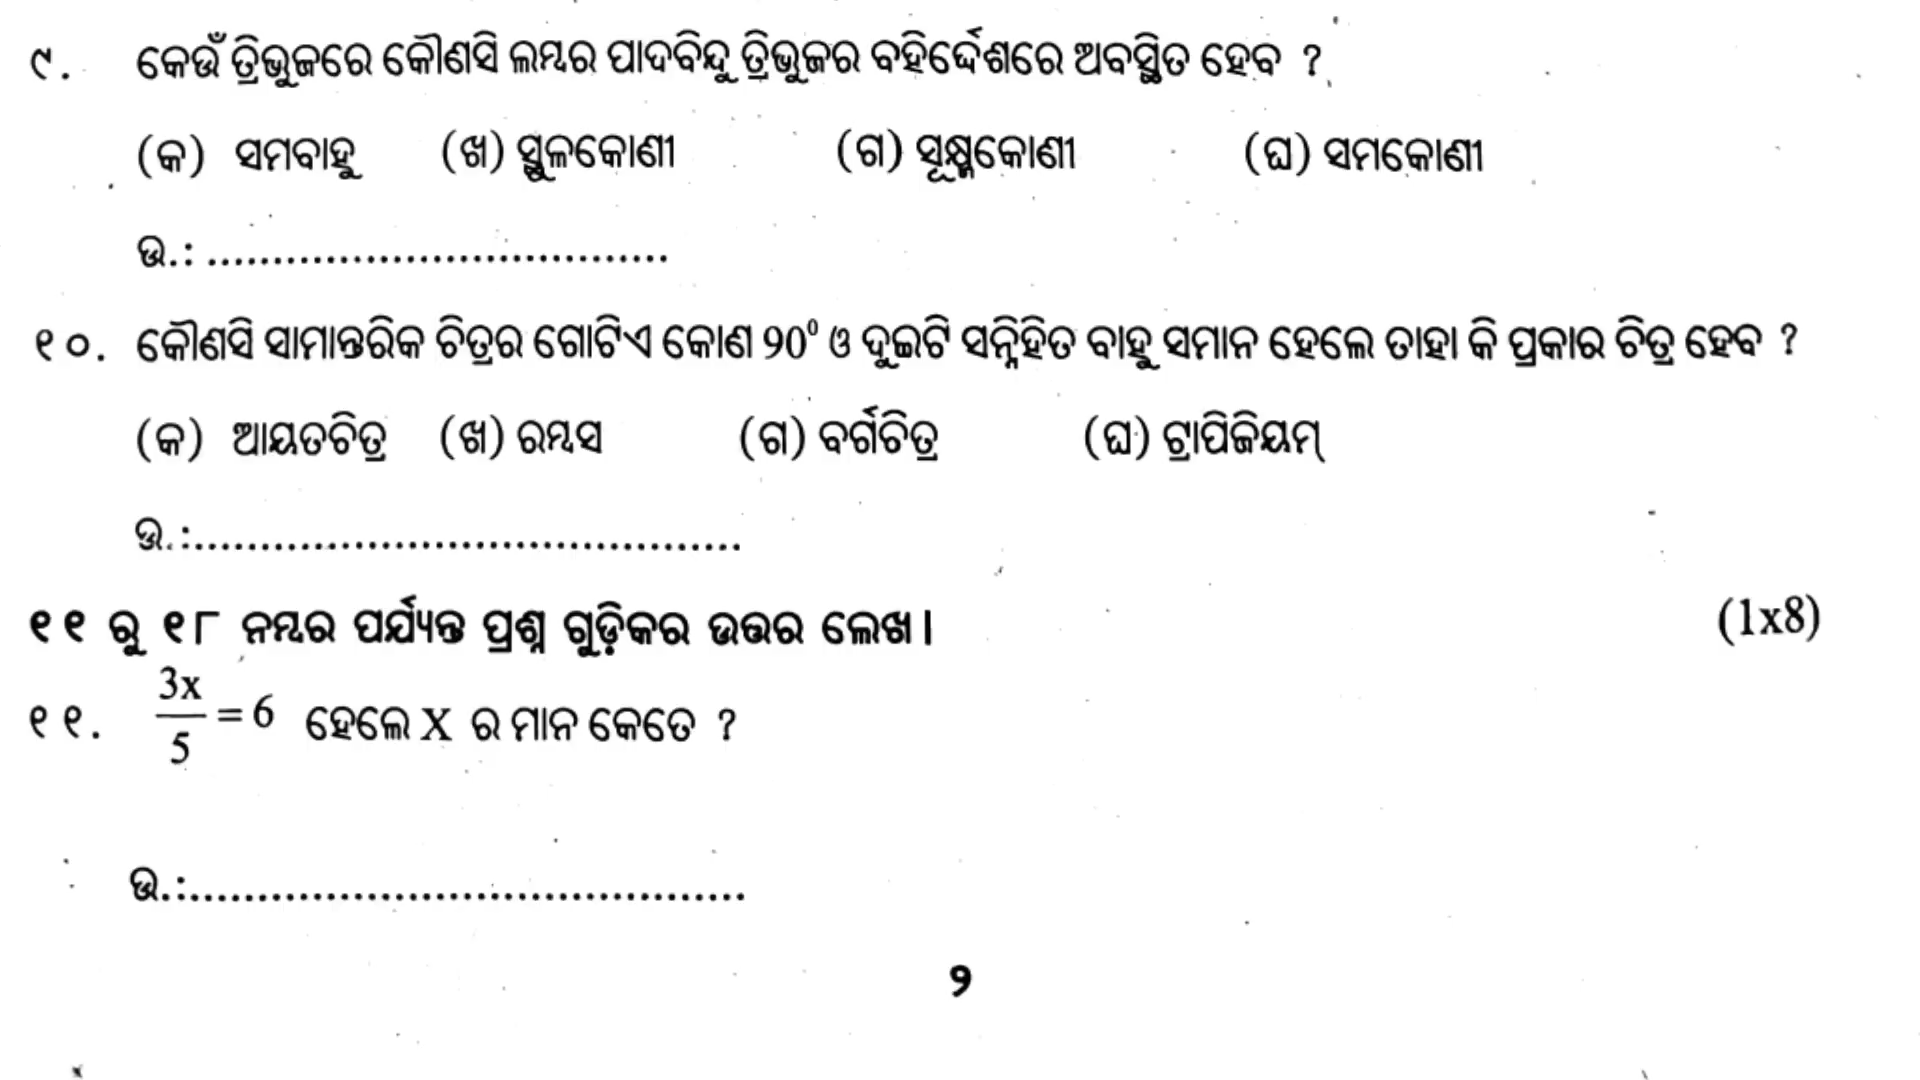 ୯. କେଉଁ ତ୍ରିଭୁଜରେ କୌଣସି ଲମ୍ବର ପାଦବିନ୍ଦୁ ତ୍ରିଭୁଜର ବହିର୍ଦ୍ଦେଶରେ ଅବସ୍ଥିତ ହେବ ?
(କ) ସମବାହୁ (ଖ) ସ୍ଥୁଳକୋଣୀ (ଗ) ସୂକ୍ଷ୍ମକୋଣୀ (ଘ) ସମକୋଣୀ
ଉ.: ...................................
୧୦. କୌଣସି ସାମାନ୍ତରିକ ଚିତ୍ରର ଗୋଟିଏ କୋଣ 90⁰ ଓ ଦୁଇଟି ସନ୍ନିହିତ ବାହୁ ସମାନ ହେଲେ ତାହା କି ପ୍ରକାର ଚିତ୍ର ହେବ ?
(କ) ଆୟତଚିତ୍ର (ଖ) ରମ୍ବସ (ଗ) ବର୍ଗଚିତ୍ର (ଘ) ଟ୍ରାପିଜିୟମ୍
ଉ.:.........................................
୧୧ ରୁ ୧୮ ନମ୍ବର ପର୍ଯ୍ୟନ୍ତ ପ୍ରଶ୍ନ ଗୁଡ଼ିକର ଉତ୍ତର ଲେଖ। (1x8)
୧୧. 3x/5 = 6 ହେଲେ X ର ମାନ କେତେ ?
ଉ.:.........................................
୨